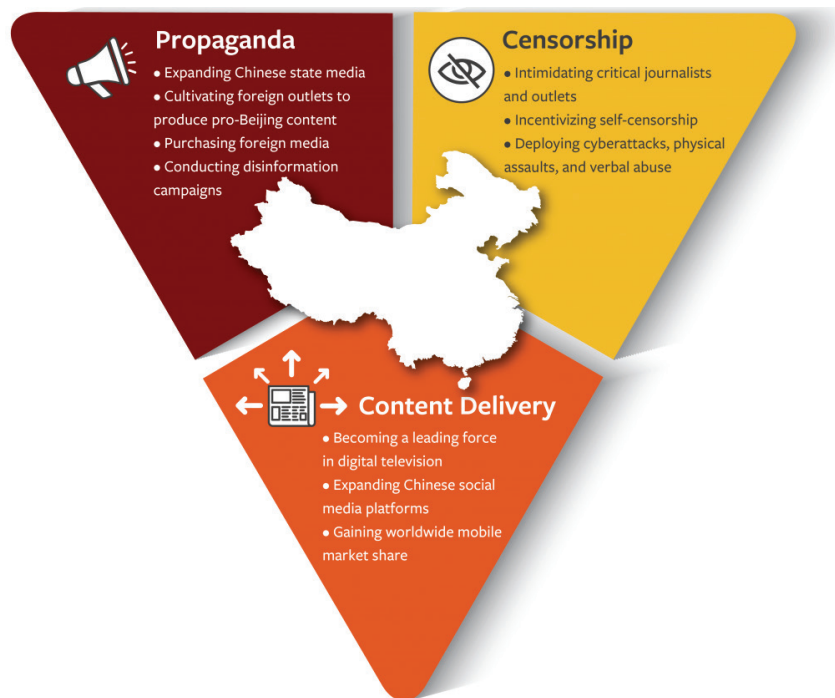 Propaganda
• Expanding Chinese state media
• Cultivating foreign outlets to
produce pro-Beijing content
• Purchasing foreign media
• Conducting disinformation
campaigns
Censorship
• Intimidating critical journalists
and outlets
• Incentivizing self-censorship
• Deploying cyberattacks, physical
assaults, and verbal abuse
Content Delivery
• Becoming a leading force
in digital television
• Expanding Chinese social
media platforms
• Gaining worldwide mobile
market share